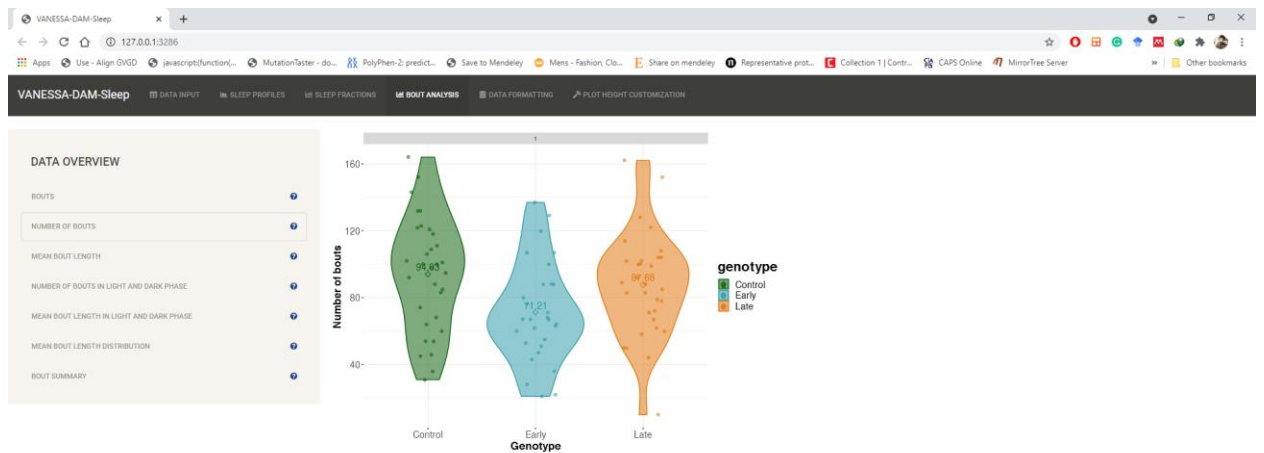 VANESSA-DAM-Sleep
127.0.0.1:3286
Apps Use - Align GVGD javascript:(function(... MutationTaster - do... PolyPhen-2: predict... Save to Mendeley Mens - Fashion, Clo... Share on mendeley Representative prot... Collection 1 | Contr... CAPS Online MirrorTree Server » Other bookmarks
VANESSA-DAM-Sleep DATA INPUT SLEEP PROFILES SLEEP FRACTIONS BOUT ANALYSIS DATA FORMATTING PLOT HEIGHT CUSTOMIZATION
DATA OVERVIEW
BOUTS
NUMBER OF BOUTS
MEAN BOUT LENGTH
NUMBER OF BOUTS IN LIGHT AND DARK PHASE
MEAN BOUT LENGTH IN LIGHT AND DARK PHASE
MEAN BOUT LENGTH DISTRIBUTION
BOUT SUMMARY
1
160
120
80
40
Number of bouts
71.21
Control Early Late
Genotype
genotype
Control
Early
Late